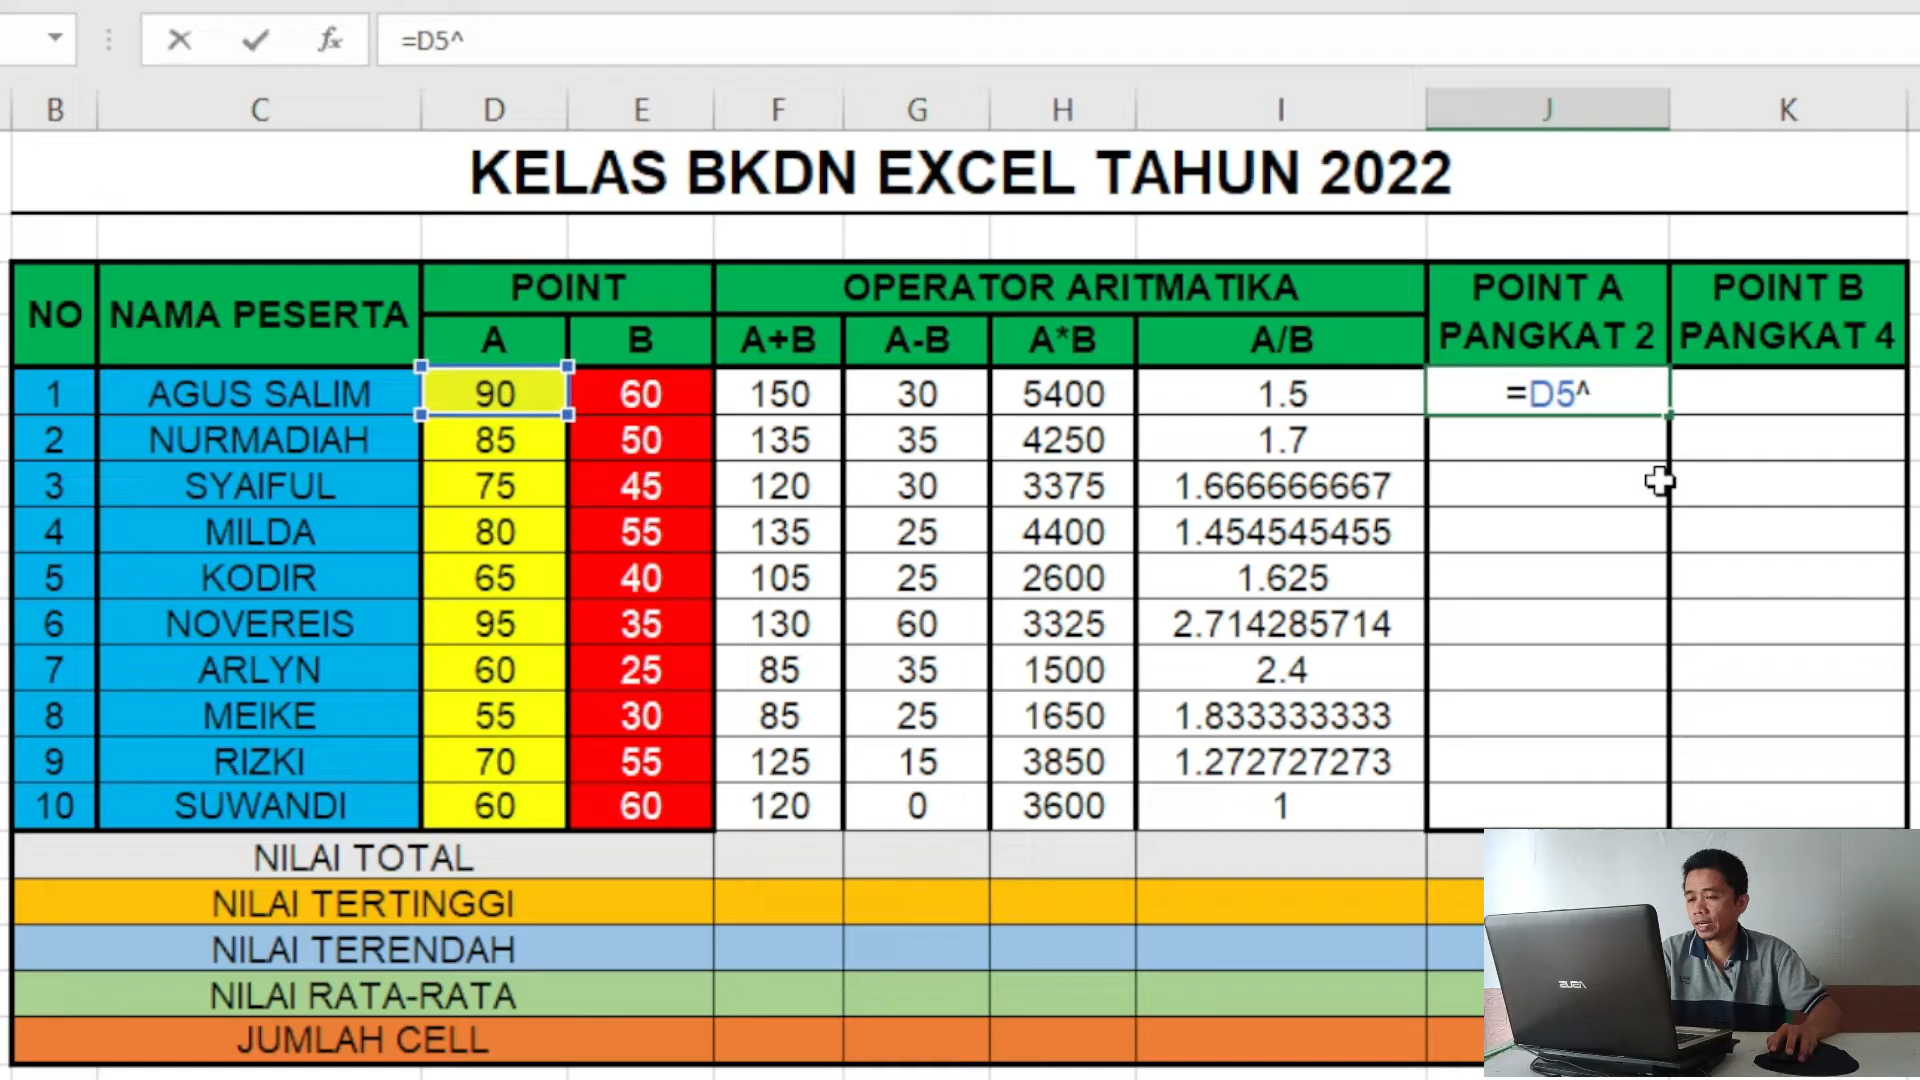 =D5^
B C D E F G H I J K
KELAS BKDN EXCEL TAHUN 2022
NO NAMA PESERTA POINT OPERATOR ARITMATIKA POINT A PANGKAT 2 POINT B PANGKAT 4
A B A+B A-B A*B A/B
1 AGUS SALIM 90 60 150 30 5400 1.5 =D5^
2 NURMADIAH 85 50 135 35 4250 1.7
3 SYAIFUL 75 45 120 30 3375 1.666666667
4 MILDA 80 55 135 25 4400 1.454545455
5 KODIR 65 40 105 25 2600 1.625
6 NOVEREIS 95 35 130 60 3325 2.714285714
7 ARLYN 60 25 85 35 1500 2.4
8 MEIKE 55 30 85 25 1650 1.833333333
9 RIZKI 70 55 125 15 3850 1.272727273
10 SUWANDI 60 60 120 0 3600 1
NILAI TOTAL
NILAI TERTINGGI
NILAI TERENDAH
NILAI RATA-RATA
JUMLAH CELL